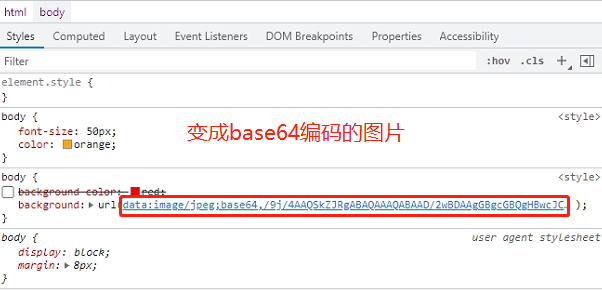 html body
Styles Computed Layout Event Listeners DOM Breakpoints Properties Accessibility
Filter :hov .cls
element.style {
}
body { <style>
font-size: 50px;
color: orange;
}
变成base64编码的图片
body { <style>
background-color: red;
background: url(data:image/jpeg;base64,/9j/4AAQSkZJRgABAQAAAQABAAD/2wBDAAgGBgcGBQgHBwcJC… );
}
body { user agent stylesheet
display: block;
margin: 8px;
}